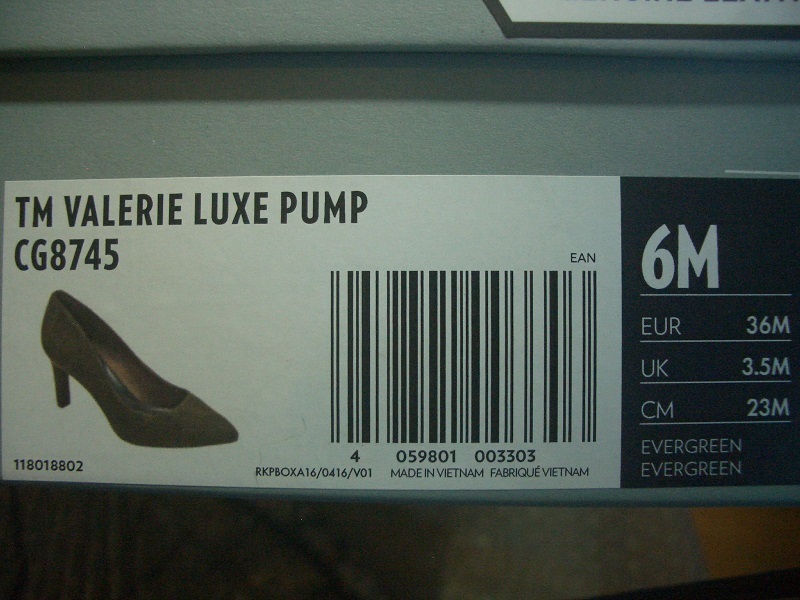 TM VALERIE LUXE PUMP
CG8745
EAN
4 059801 003303
118018802
RKPBOXA16/0416/V01 MADE IN VIETNAM FABRIQUÉ VIETNAM
6M
EUR 36M
UK 3.5M
CM 23M
EVERGREEN
EVERGREEN